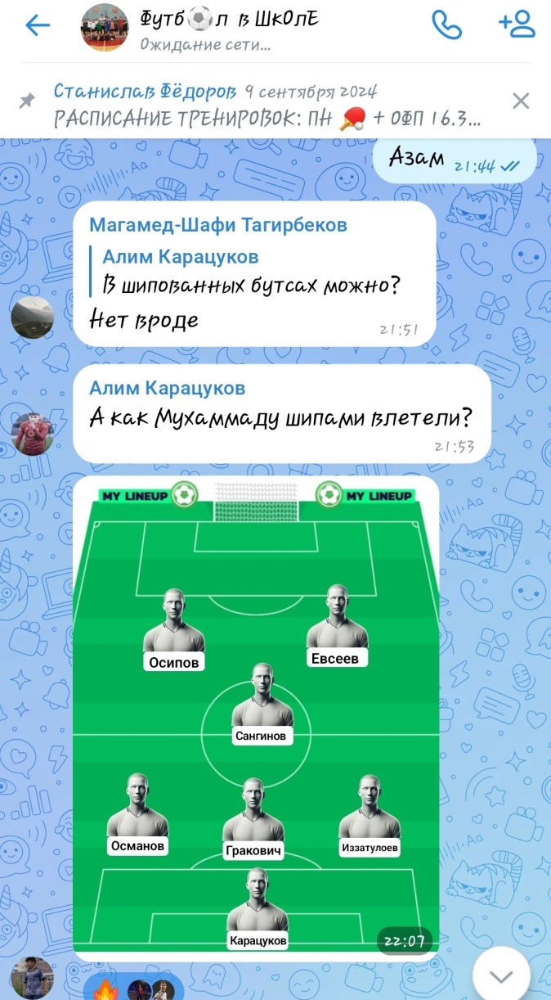 Футб⚽л в ШкОлЕ
Ожидание сети...
Станислав Фёдоров 9 сентября 2024
РАСПИСАНИЕ ТРЕНИРОВОК: ПН 🏓 + ОФП 16.3...
Азам 21:44
Магамед-Шафи Тагирбеков
Алим Карацуков
В шипованных бутсах можно?
Нет вроде
21:51
Алим Карацуков
А как Мухаммаду шипами влетели?
21:53
MY LINEUP MY LINEUP
Осипов Евсеев
Сангинов
Османов Гракович Иззатулоев
Карацуков
22:07